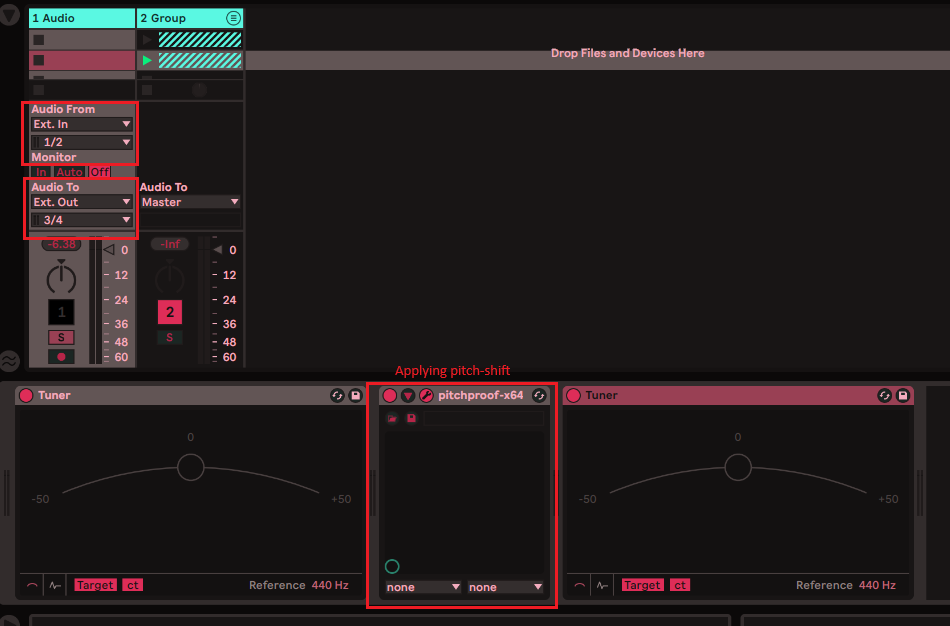 1 Audio
2 Group
Drop Files and Devices Here
Audio From
Ext. In
1/2
Monitor
In Auto Off
Audio To
Ext. Out
3/4
Audio To
Master
-6.38
0
12
24
36
48
60
1
S
-Inf
0
12
24
36
48
60
2
S
Applying pitch-shift
Tuner
0
-50
+50
Target ct
Reference 440 Hz
pitchproof-x64
none
none
Tuner
0
-50
+50
Target ct
Reference 440 Hz